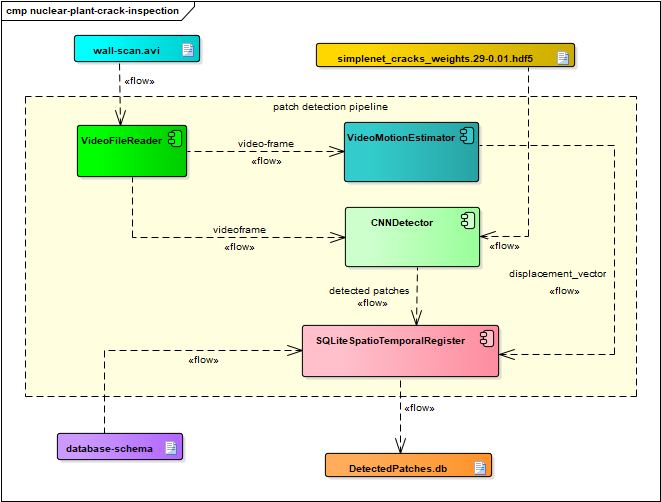 cmp nuclear-plant-crack-inspection
wall-scan.avi
simplenet_cracks_weights.29-0.01.hdf5
«flow»
patch detection pipeline
VideoFileReader
VideoMotionEstimator
video-frame
«flow»
CNNDetector
videoframe
«flow»
«flow»
displacement_vector
«flow»
detected patches
«flow»
SQLiteSpatioTemporalRegister
«flow»
«flow»
database-schema
DetectedPatches.db